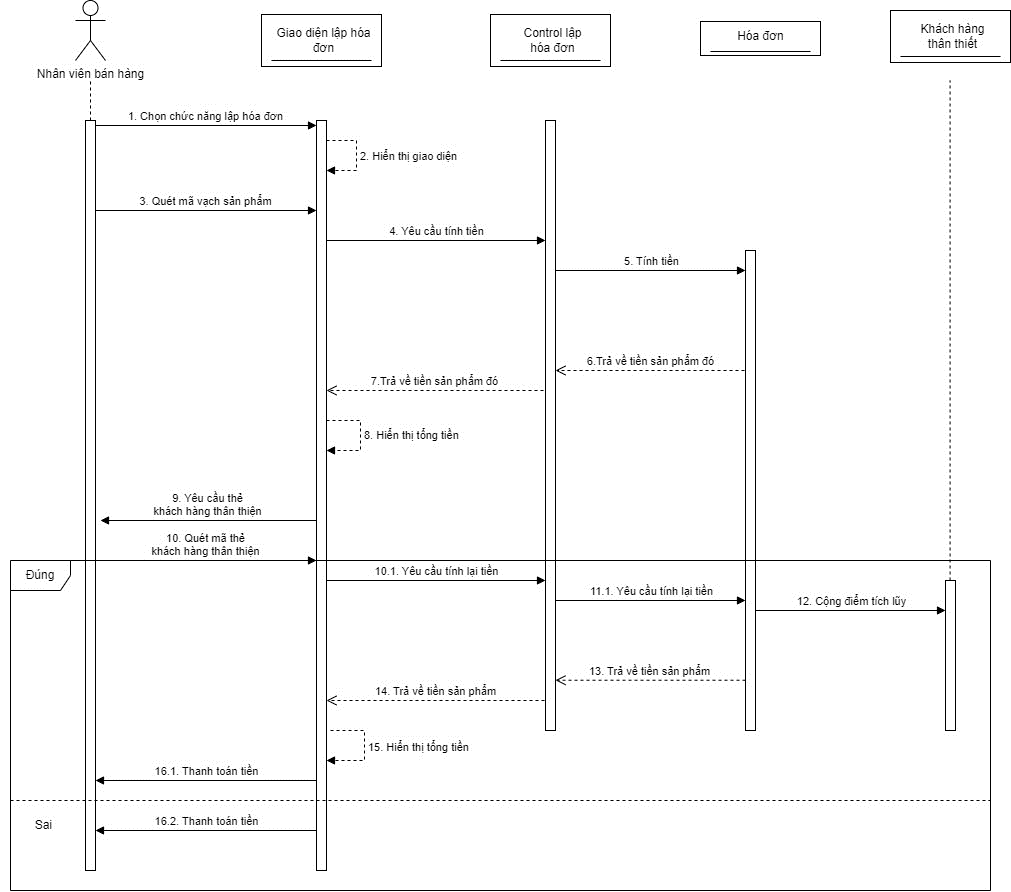 Nhân viên bán hàng
Giao diện lập hóa
đơn
Control lập
hóa đơn
Hóa đơn
Khách hàng
thân thiết
1. Chọn chức năng lập hóa đơn
2. Hiển thị giao diện
3. Quét mã vạch sản phẩm
4. Yêu cầu tính tiền
5. Tính tiền
6.Trả về tiền sản phẩm đó
7.Trả về tiền sản phẩm đó
8. Hiển thị tổng tiền
9. Yêu cầu thẻ
khách hàng thân thiện
10. Quét mã thẻ
khách hàng thân thiện
Đúng
10.1. Yêu cầu tính lại tiền
11.1. Yêu cầu tính lại tiền
12. Cộng điểm tích lũy
13. Trả về tiền sản phẩm
14. Trả về tiền sản phẩm
15. Hiển thị tổng tiền
16.1. Thanh toán tiền
Sai
16.2. Thanh toán tiền